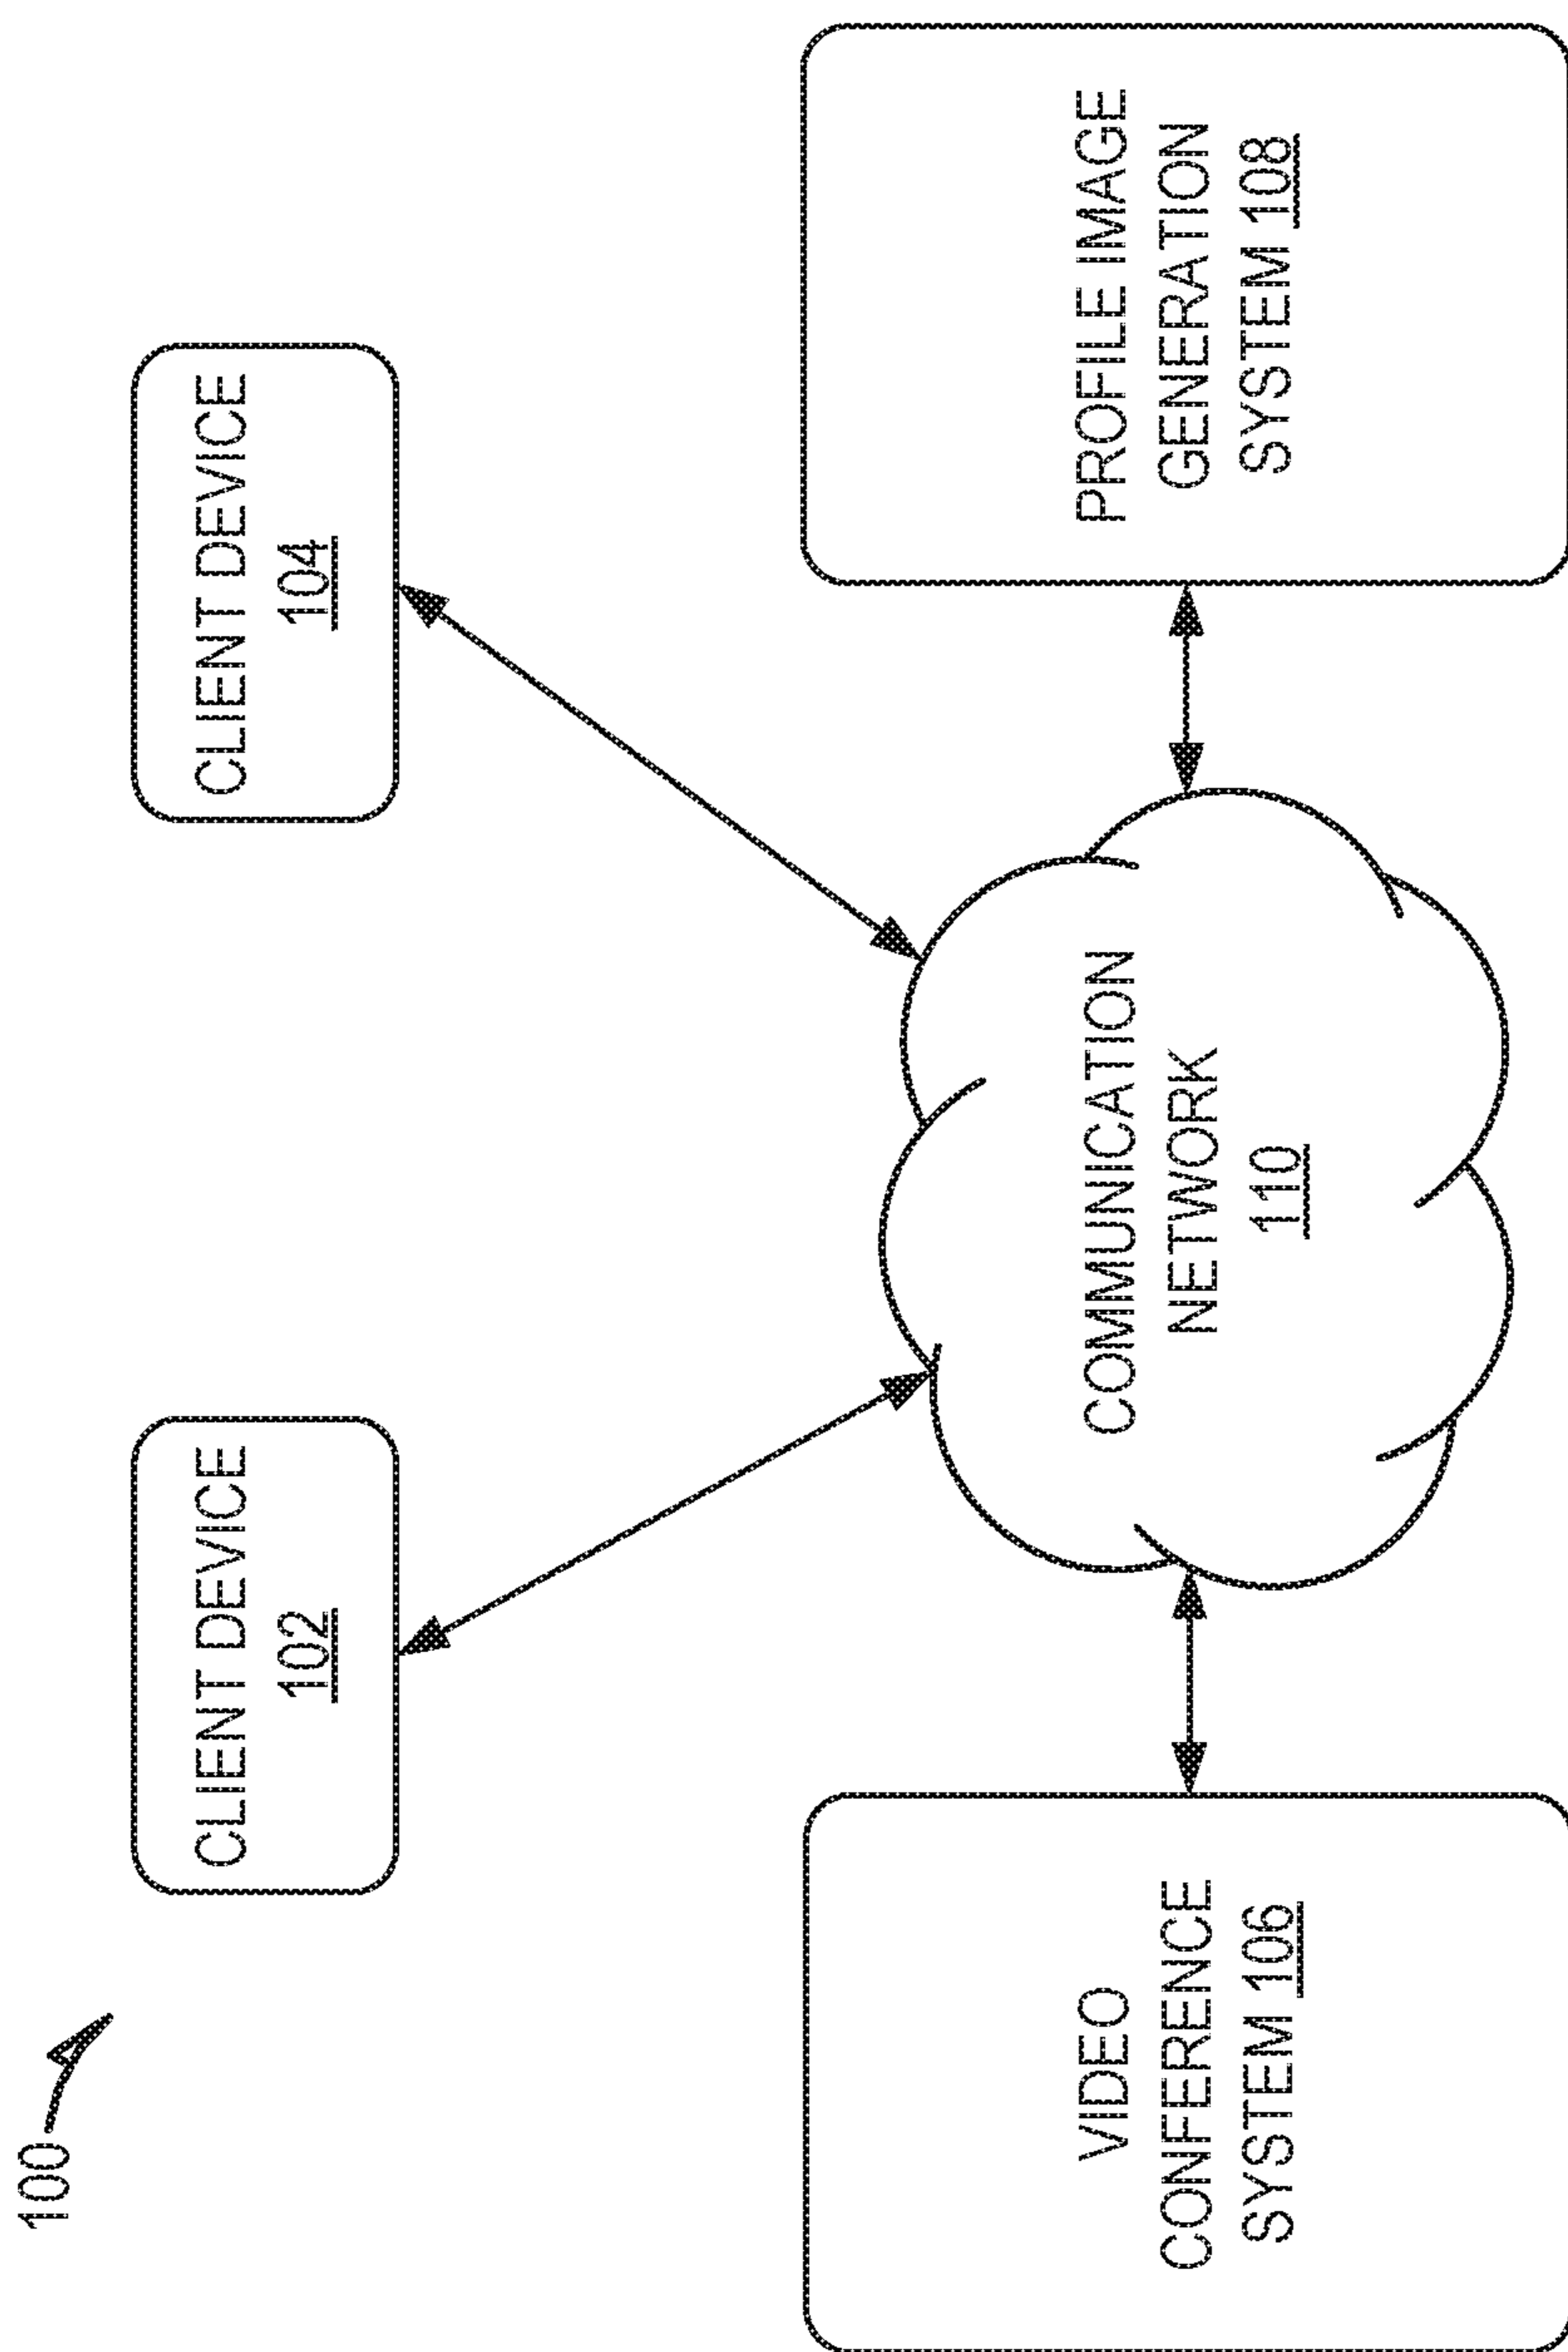 100
CLIENT DEVICE
102
CLIENT DEVICE
104
VIDEO
CONFERENCE
SYSTEM 106
COMMUNICATION
NETWORK
110
PROFILE IMAGE
GENERATION
SYSTEM 108